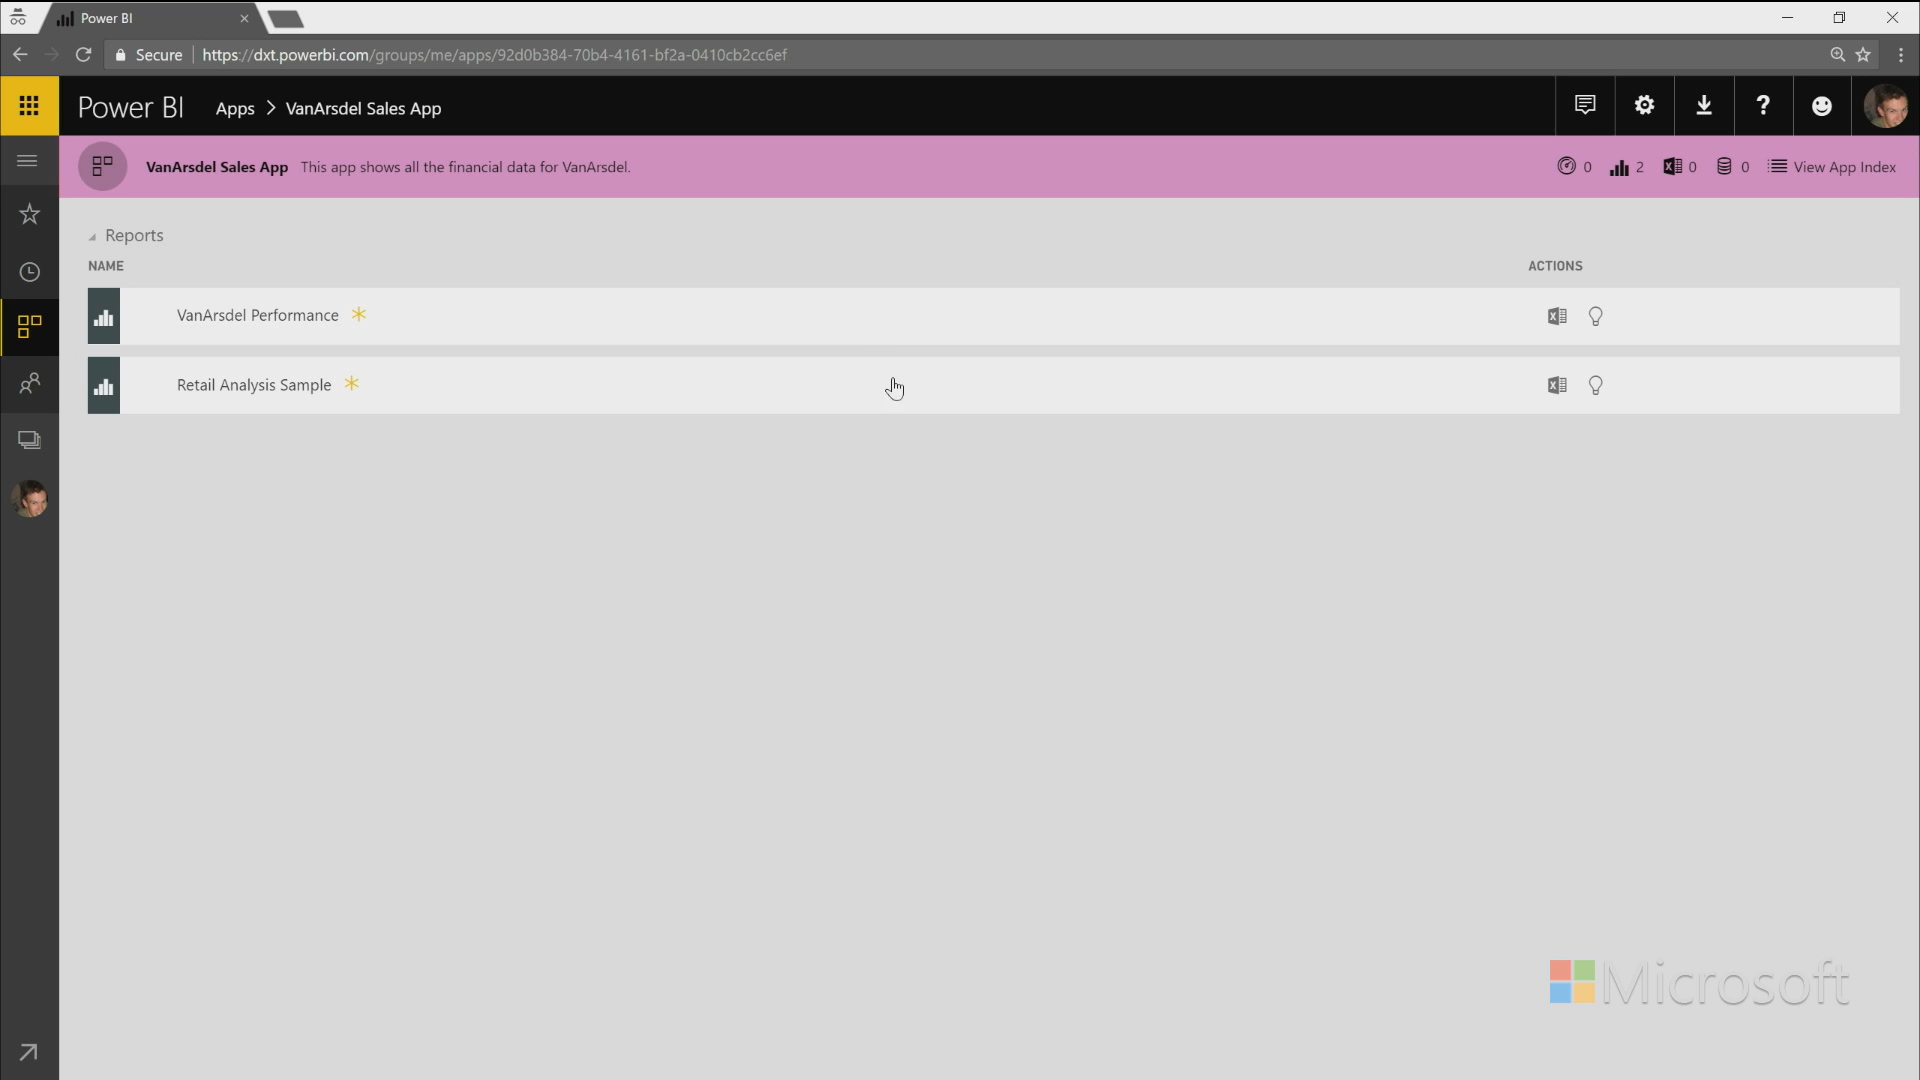 Power BI
Secure https://dxt.powerbi.com/groups/me/apps/92d0b384-70b4-4161-bf2a-0410cb2cc6ef
Power BI Apps > VanArsdel Sales App
VanArsdel Sales App This app shows all the financial data for VanArsdel. 0 2 0 0 View App Index
Reports
NAME ACTIONS
VanArsdel Performance
Retail Analysis Sample
Microsoft